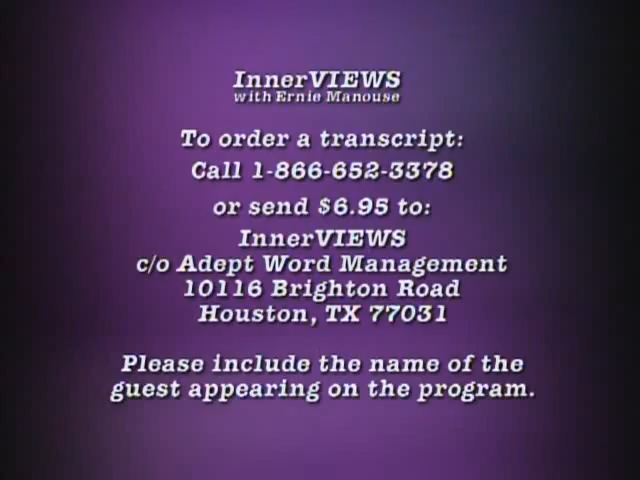 InnerVIEWS
with Ernie Manouse
To order a transcript:
Call 1-866-652-3378
or send $6.95 to:
InnerVIEWS
c/o Adept Word Management
10116 Brighton Road
Houston, TX 77031
Please include the name of the
guest appearing on the program.